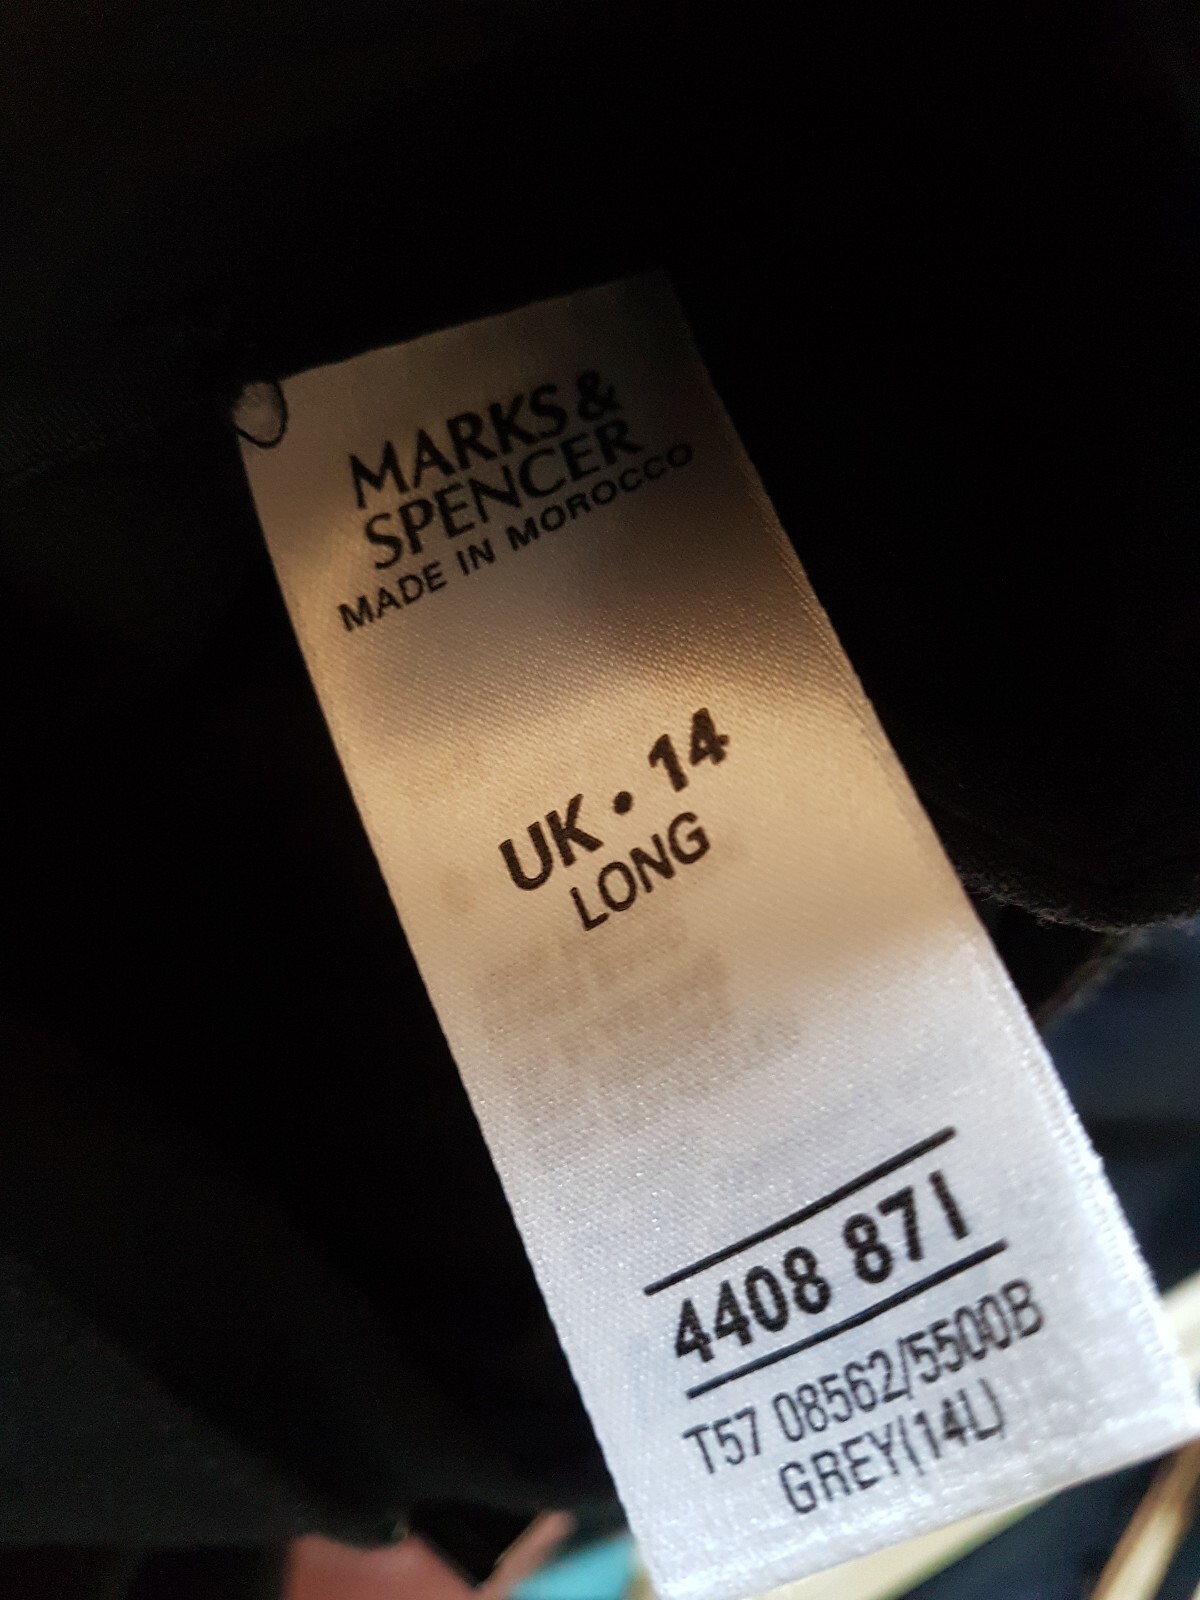 MARKS &
SPENCER
MADE IN MOROCCO
UK • 14
LONG
4408 871
T57 08562/5500B
GREY(14L)